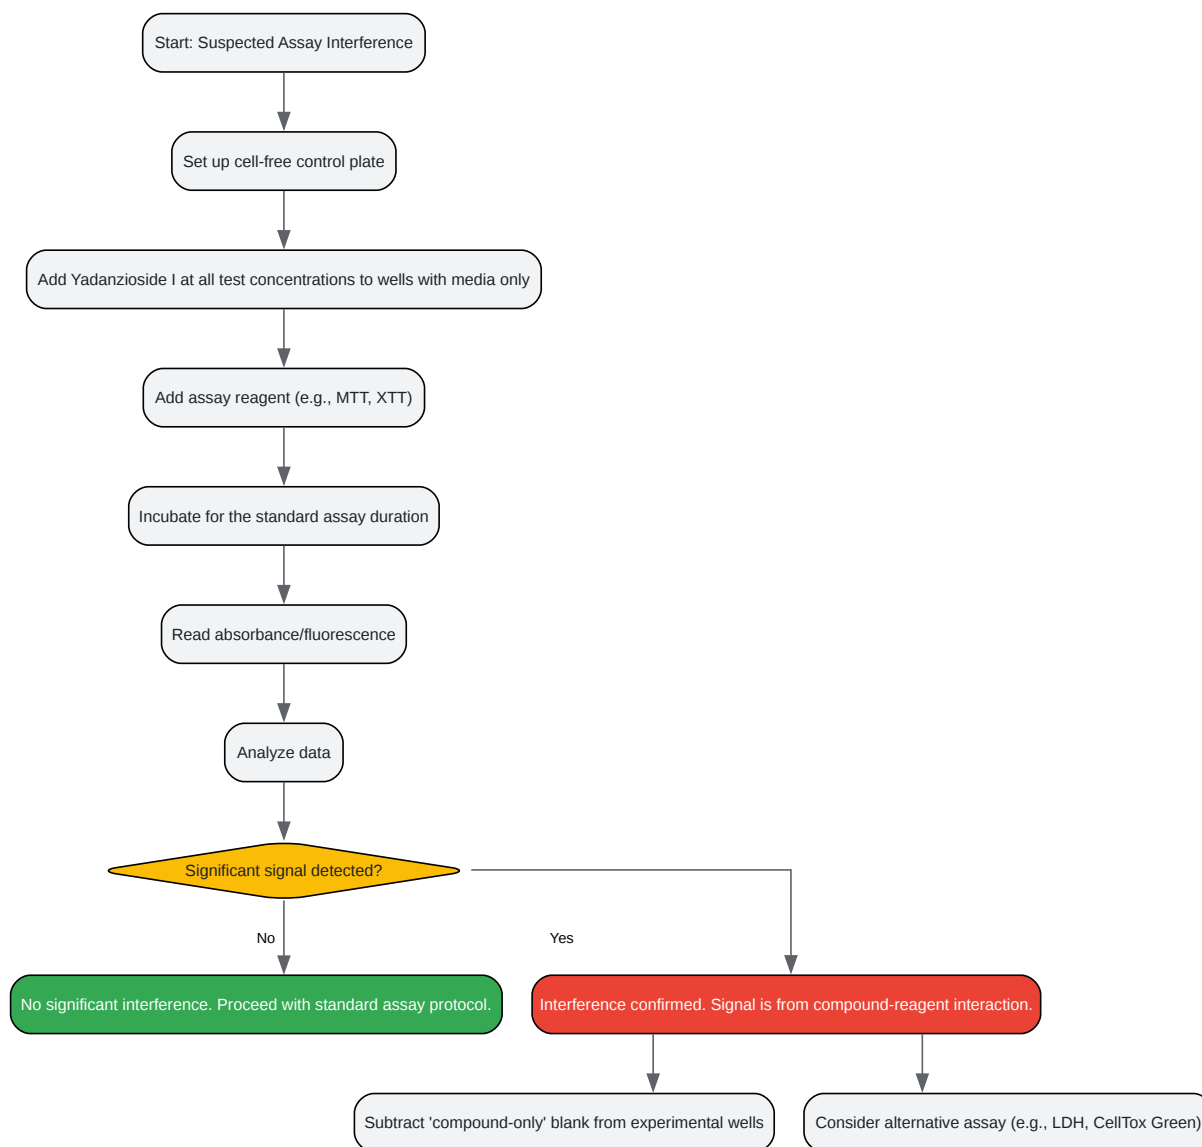 Start: Suspected Assay Interference
Set up cell-free control plate
Add Yadanzioside I at all test concentrations to wells with media only
Add assay reagent (e.g., MTT, XTT)
Incubate for the standard assay duration
Read absorbance/fluorescence
Analyze data
Significant signal detected?
No
Yes
No significant interference. Proceed with standard assay protocol.
Interference confirmed. Signal is from compound-reagent interaction.
Subtract 'compound-only' blank from experimental wells
Consider alternative assay (e.g., LDH, CellTox Green)